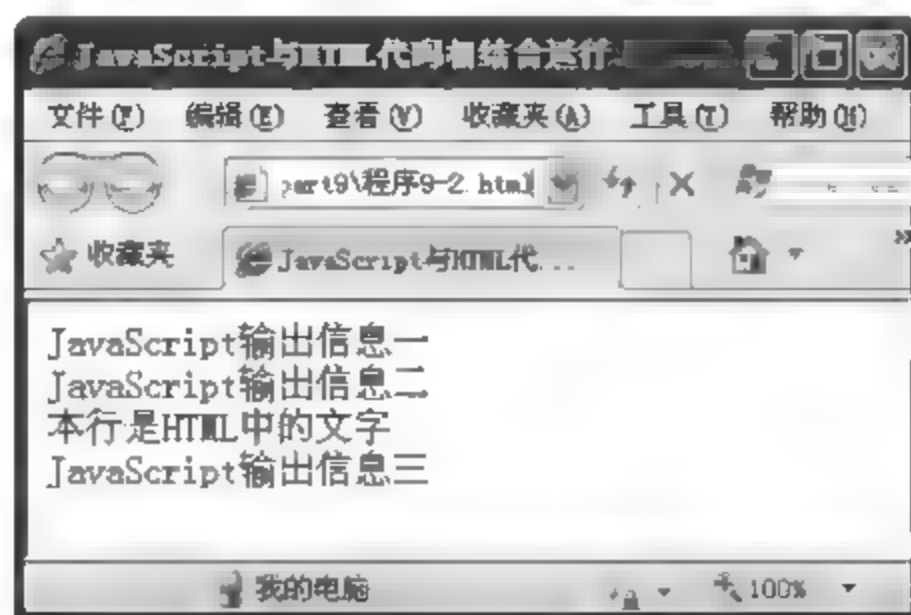 JavaScript与HTML代码相结合运行
文件(F) 编辑(E) 查看(V) 收藏夹(A) 工具(T) 帮助(H)
part9\程序9-2.html
收藏夹 JavaScript与HTML代... »
JavaScript输出信息一
JavaScript输出信息二
本行是HTML中的文字
JavaScript输出信息三
我的电脑 100%